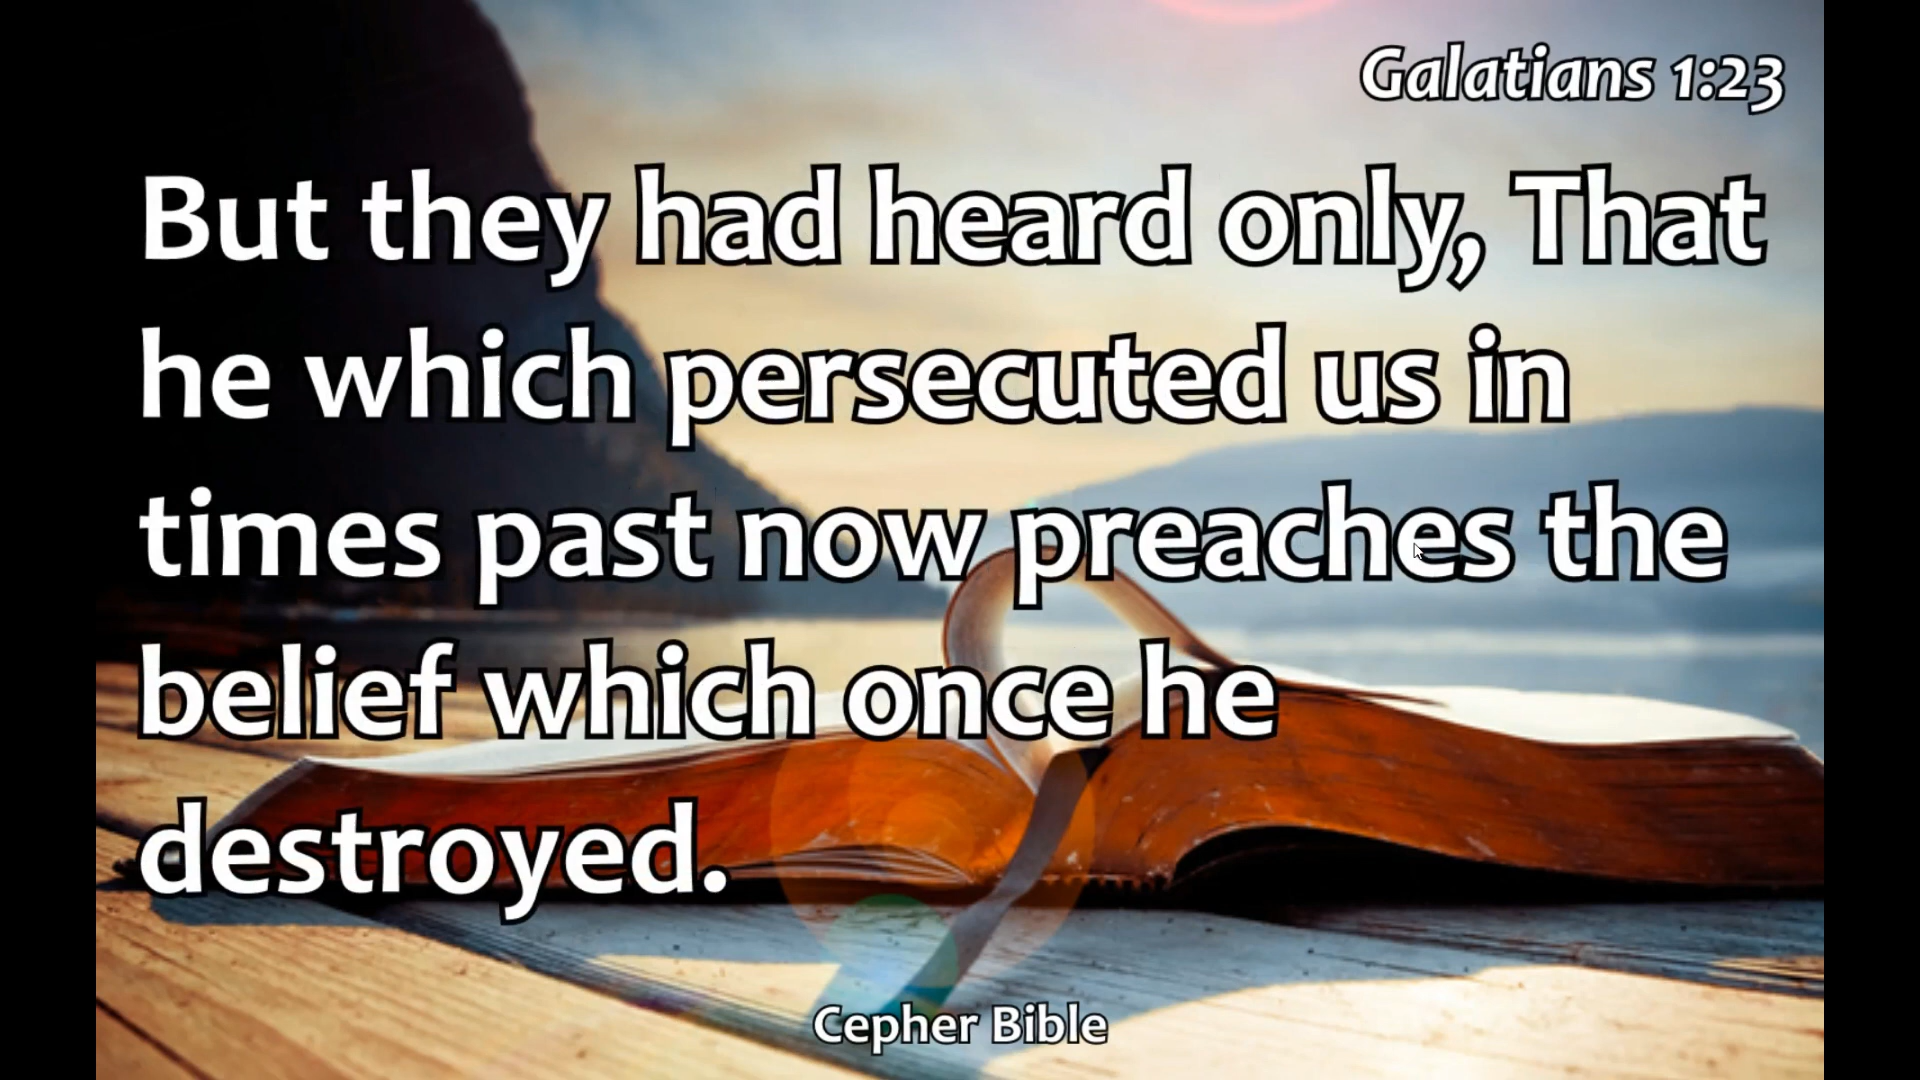 Galatians 1:23
But they had heard only, That
he which persecuted us in
times past now preaches the
belief which once he
destroyed.
Cepher Bible